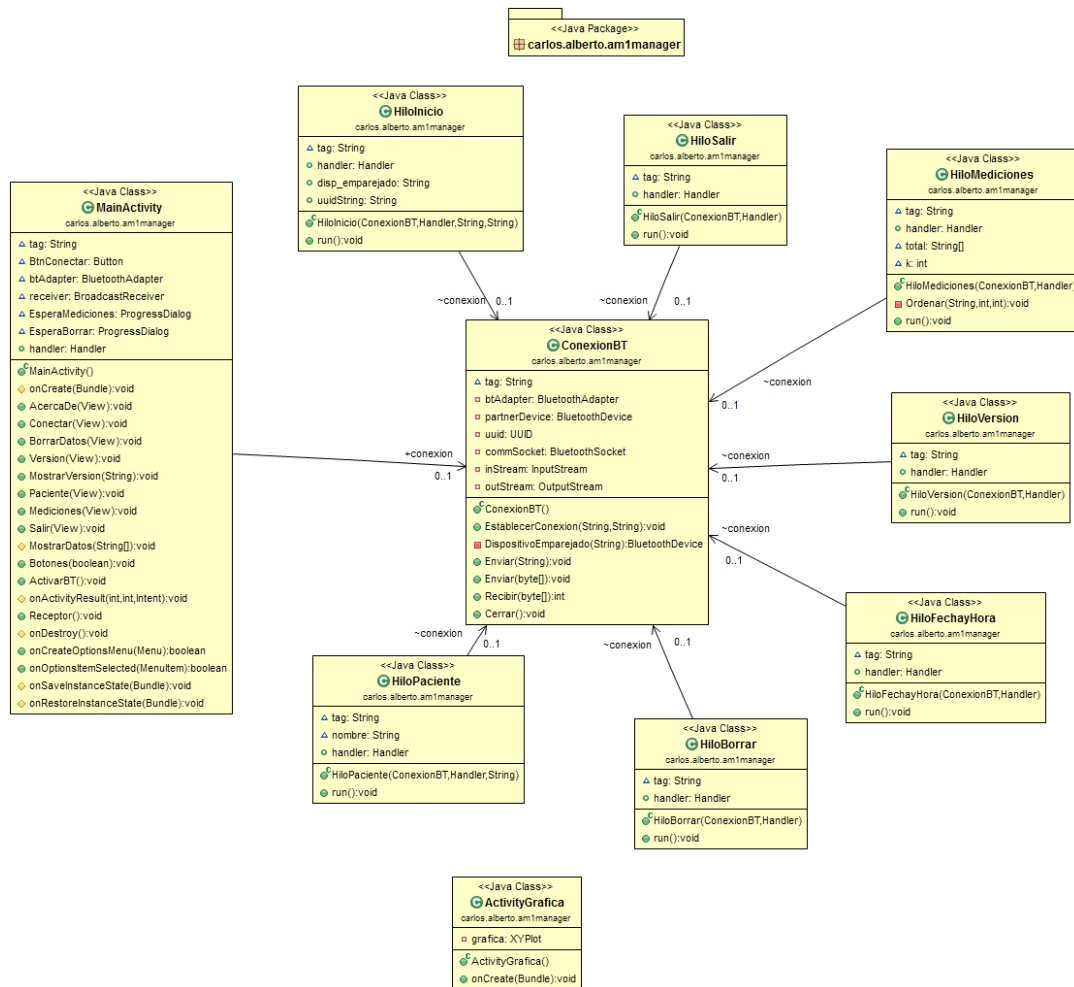 <<Java Package>>
carlos.alberto.am1manager
<<Java Class>>
HiloInicio
carlos.alberto.am1manager
tag: String
handler: Handler
disp_emparejado: String
uuidString: String
HiloInicio(ConexionBT,Handler,String,String)
run():void
<<Java Class>>
HiloSalir
carlos.alberto.am1manager
tag: String
handler: Handler
HiloSalir(ConexionBT,Handler)
run():void
<<Java Class>>
HiloMediciones
carlos.alberto.am1manager
tag: String
handler: Handler
total: String[]
k: int
HiloMediciones(ConexionBT,Handler)
Ordenar(String,int,int):void
run():void
<<Java Class>>
MainActivity
carlos.alberto.am1manager
tag: String
BtnConectar: Button
btAdapter: BluetoothAdapter
receiver: BroadcastReceiver
EsperaMediciones: ProgressDialog
EsperaBorrar: ProgressDialog
handler: Handler
MainActivity()
onCreate(Bundle):void
AcercaDe(View):void
Conectar(View):void
BorrarDatos(View):void
Version(View):void
MostrarVersion(String):void
Paciente(View):void
Mediciones(View):void
Salir(View):void
MostrarDatos(String[]):void
Botones(boolean):void
ActivarBT():void
onActivityResult(int,int,Intent):void
Receptor():void
onDestroy():void
onCreateOptionsMenu(Menu):boolean
onOptionsItemSelected(MenuItem):boolean
onSaveInstanceState(Bundle):void
onRestoreInstanceState(Bundle):void
~conexion 0..1
~conexion 0..1
~conexion
0..1
+conexion
0..1
<<Java Class>>
ConexionBT
carlos.alberto.am1manager
tag: String
btAdapter: BluetoothAdapter
partnerDevice: BluetoothDevice
uuid: UUID
commSocket: BluetoothSocket
inStream: InputStream
outStream: OutputStream
ConexionBT()
EstablecerConexion(String,String):void
DispositivoEmparejado(String):BluetoothDevice
Enviar(String):void
Enviar(byte[]):void
Recibir(byte[]):int
Cerrar():void
~conexion
0..1
<<Java Class>>
HiloVersion
carlos.alberto.am1manager
tag: String
handler: Handler
HiloVersion(ConexionBT,Handler)
run():void
~conexion
0..1
<<Java Class>>
HiloFechayHora
carlos.alberto.am1manager
tag: String
handler: Handler
HiloFechayHora(ConexionBT,Handler)
run():void
~conexion
0..1
~conexion
0..1
<<Java Class>>
HiloPaciente
carlos.alberto.am1manager
tag: String
nombre: String
handler: Handler
HiloPaciente(ConexionBT,Handler,String)
run():void
<<Java Class>>
HiloBorrar
carlos.alberto.am1manager
tag: String
handler: Handler
HiloBorrar(ConexionBT,Handler)
run():void
<<Java Class>>
ActivityGrafica
carlos.alberto.am1manager
grafica: XYPlot
ActivityGrafica()
onCreate(Bundle):void